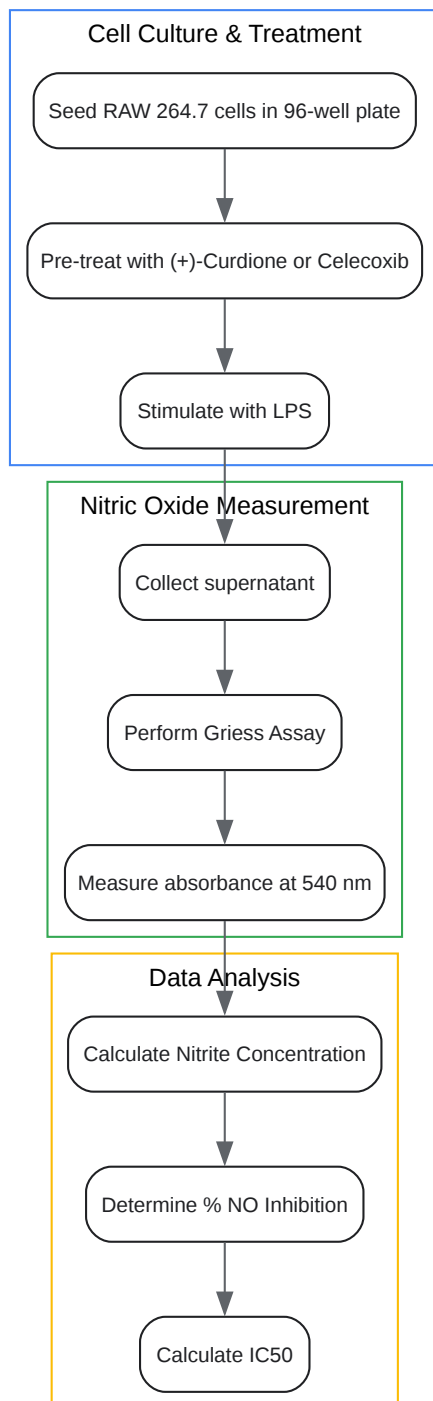 Cell Culture & Treatment
Seed RAW 264.7 cells in 96-well plate
Pre-treat with (+)-Curdione or Celecoxib
Stimulate with LPS
Nitric Oxide Measurement
Collect supernatant
Perform Griess Assay
Measure absorbance at 540 nm
Data Analysis
Calculate Nitrite Concentration
Determine % NO Inhibition
Calculate IC50